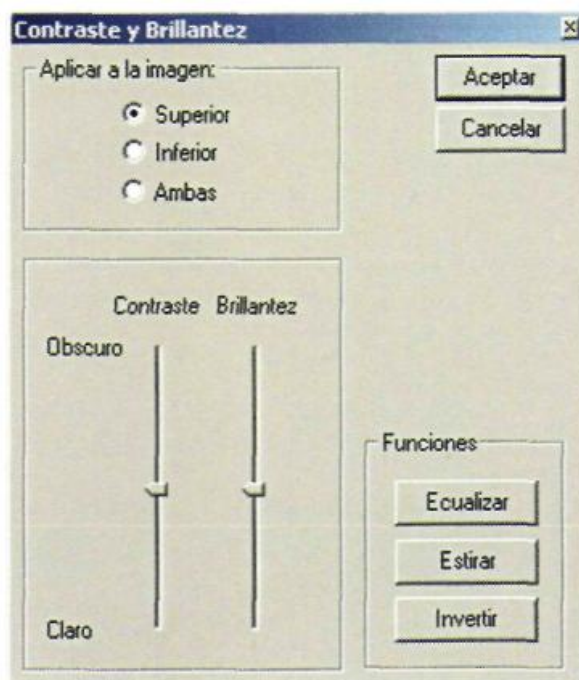 Contraste y Brillantez
Aplicar a la imagen:
Superior
Inferior
Ambas
Aceptar
Cancelar
Contraste Brillantez
Obscuro
Claro
Funciones
Ecualizar
Estirar
Invertir